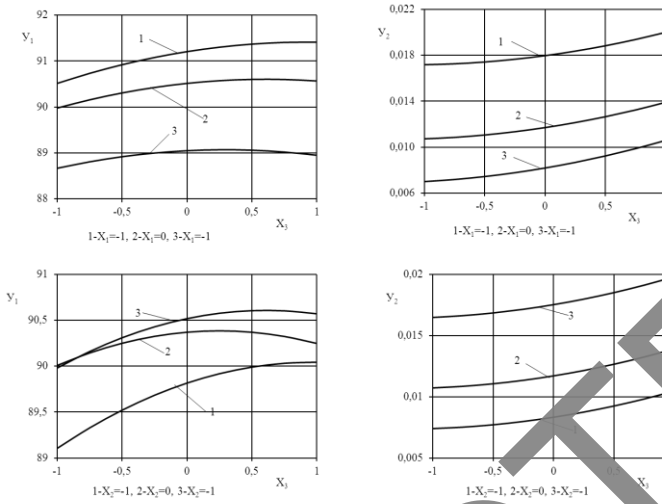 92
y₁
91
90
89
88
1
2
3
-1 -0,5 0 0,5 X₃ 1
1-X₁=-1, 2-X₁=0, 3-X₁=-1
0,022
y₂
0,018
0,014
0,010
0,006
1
2
3
-1 -0,5 0 0,5 X₃ 1
1-X₁=-1, 2-X₁=0, 3-X₁=-1
91
y₁
90,5
90
89,5
89
3
2
1
-1 -0,5 0 0,5 X₃ 1
1-X₂=-1, 2-X₂=0, 3-X₂=-1
0,02
y₂
0,015
0,01
0,005
3
2
1
-1 -0,5 0 0,5 X₃
1-X₂=-1, 2-X₂=0, 3-X₂=-1